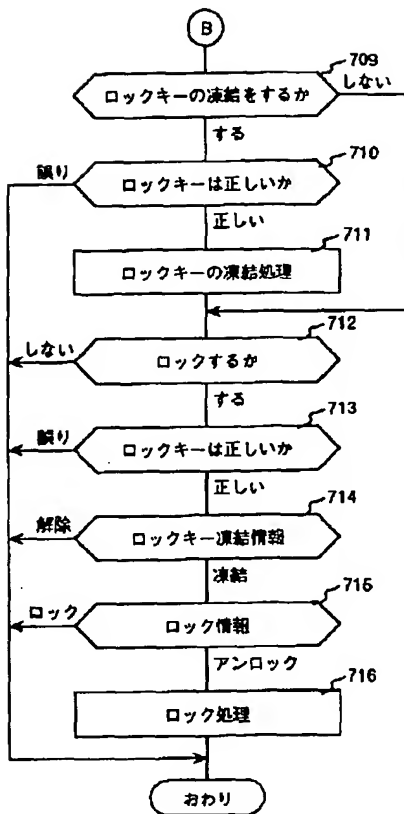 B
709
ロックキーの凍結をするか
しない
する
710
誤り
ロックキーは正しいか
正しい
711
ロックキーの凍結処理
712
しない
ロックするか
する
713
誤り
ロックキーは正しいか
正しい
714
解除
ロックキー凍結情報
凍結
715
ロック
ロック情報
アンロック
716
ロック処理
おわり